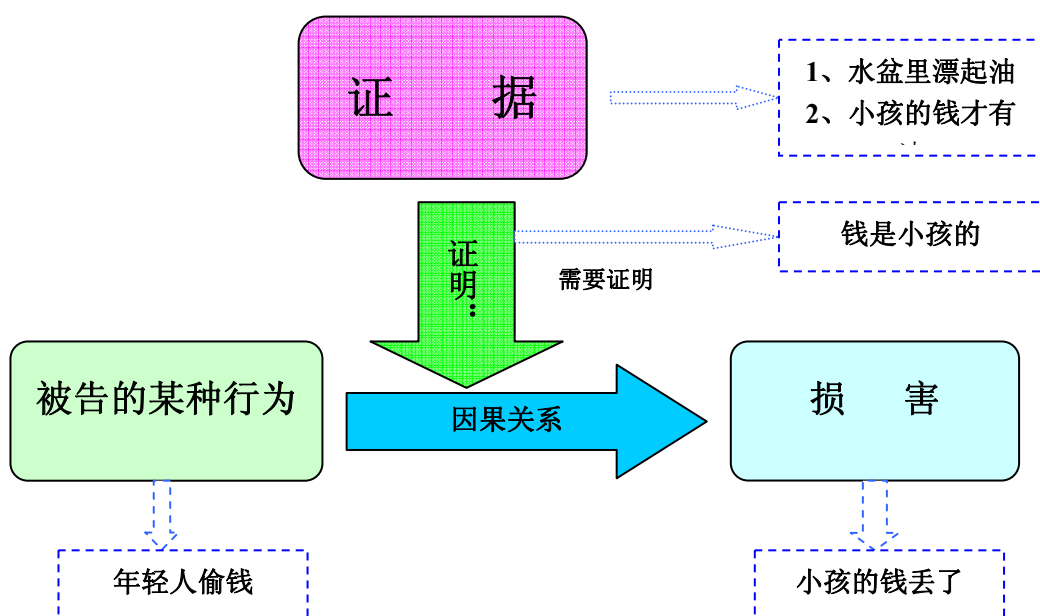 证 据
1、水盆里漂起油
2、小孩的钱才有
证明…
钱是小孩的
需要证明
被告的某种行为
因果关系
损 害
年轻人偷钱
小孩的钱丢了